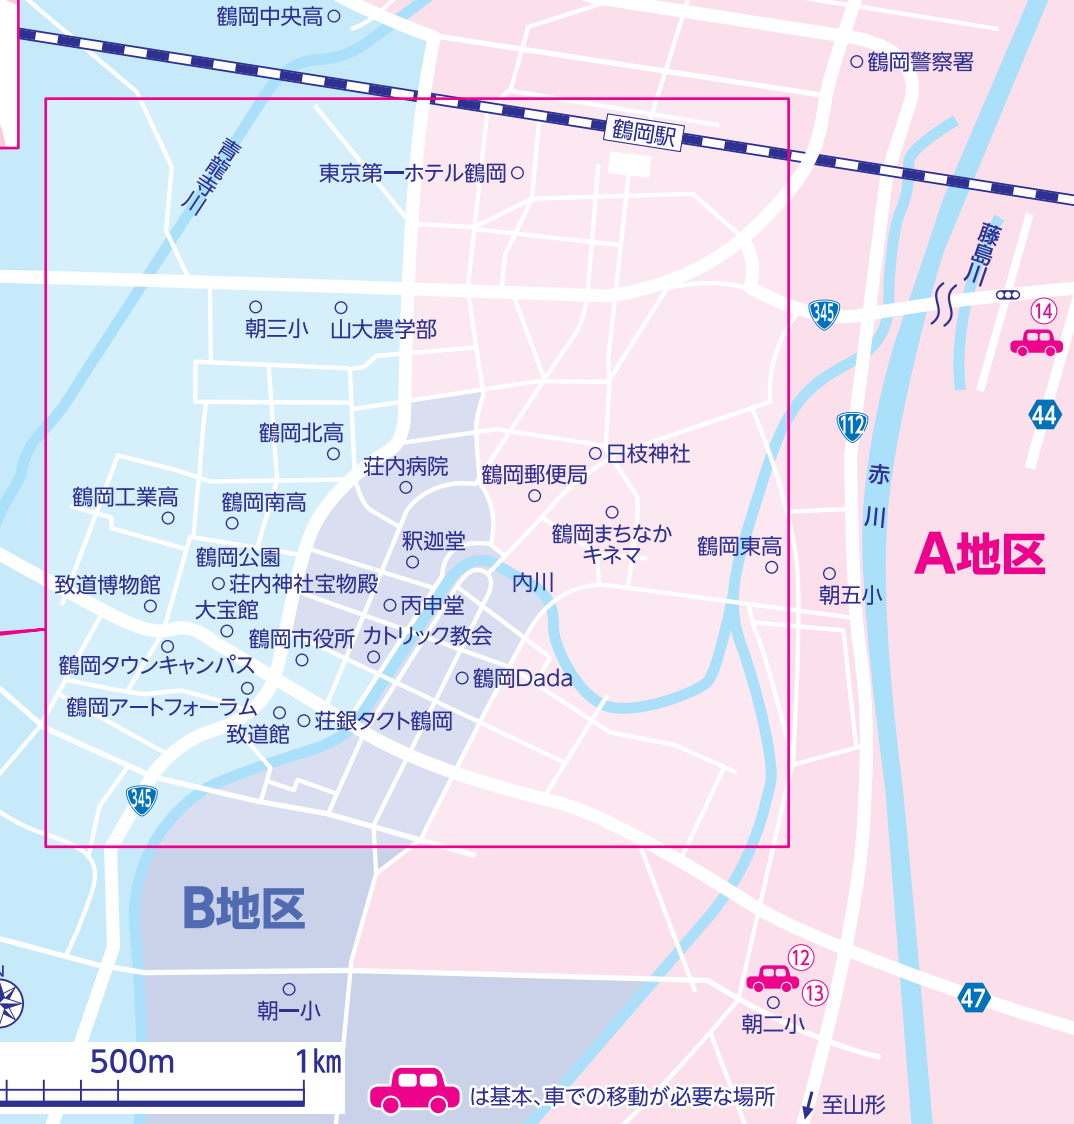 鶴岡中央高
鶴岡警察署
鶴岡駅
青龍寺川
東京第一ホテル鶴岡
藤島川
345
14
朝三小
山大農学部
44
112
鶴岡北高
日枝神社
荘内病院
鶴岡郵便局
赤川
鶴岡工業高
鶴岡南高
鶴岡まちなか
キネマ
釈迦堂
鶴岡東高
A地区
鶴岡公園
致道博物館
荘内神社宝物殿
内川
朝五小
大宝館
丙申堂
鶴岡市役所
カトリック教会
鶴岡タウンキャンパス
鶴岡Dada
鶴岡アートフォーラム
荘銀タクト鶴岡
致道館
345
B地区
12
13
47
N
朝一小
朝二小
500m
1km
は基本、車での移動が必要な場所
至山形